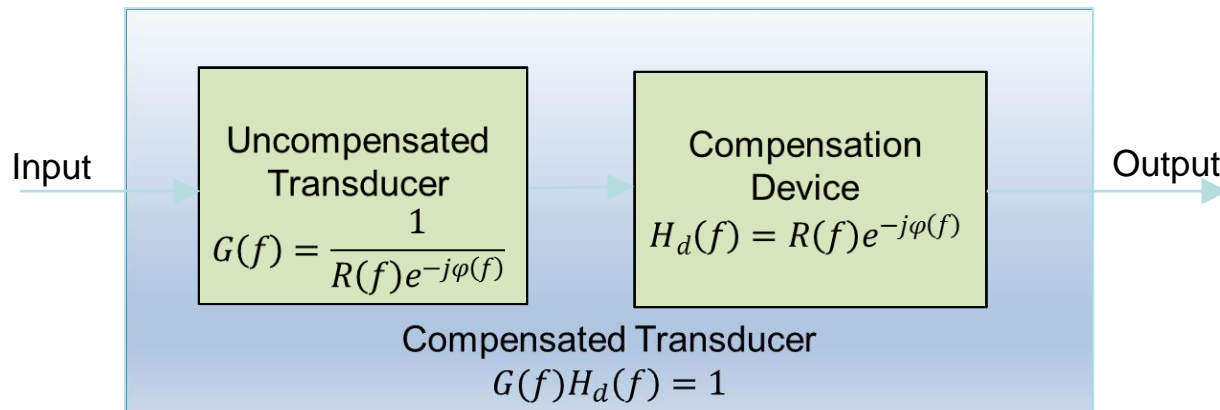 Input
Uncompensated
Transducer
G(f) = 1 / R(f)e^{-jφ(f)}
Compensation
Device
H_d(f) = R(f)e^{-jφ(f)}
Output
Compensated Transducer
G(f)H_d(f) = 1